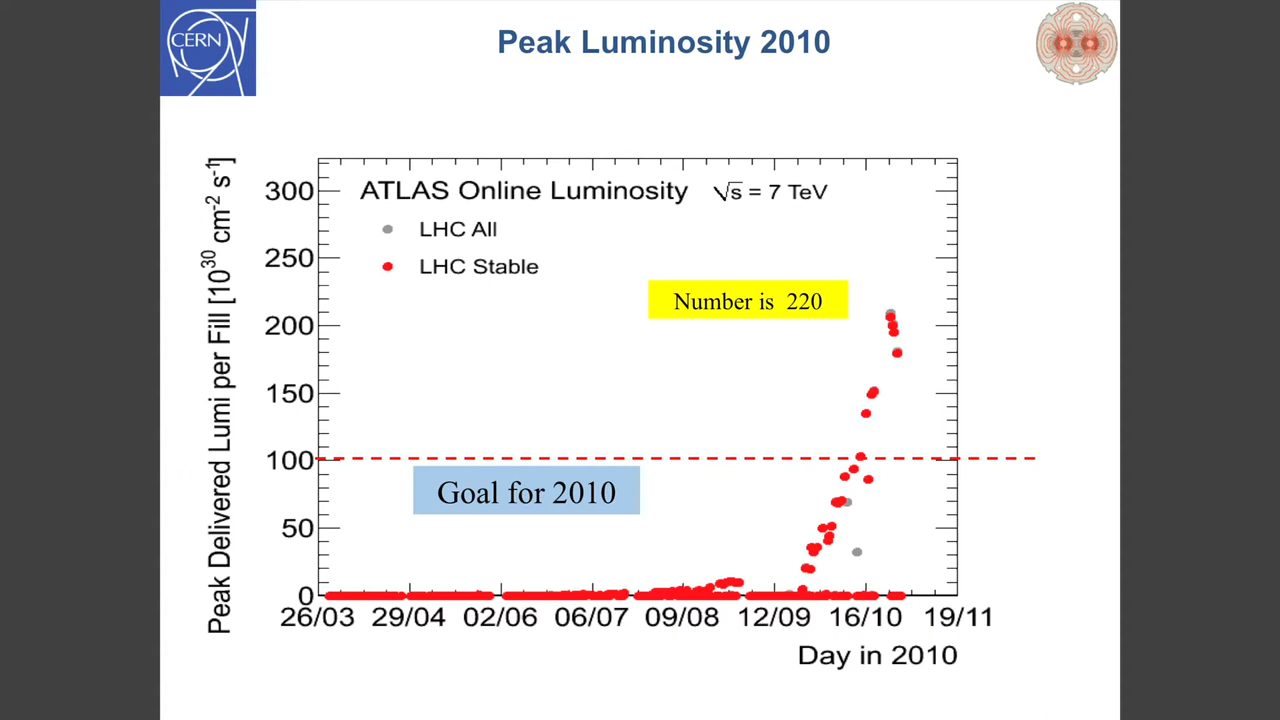 CERN
Peak Luminosity 2010
Peak Delivered Lumi per Fill [10³⁰ cm⁻² s⁻¹]
ATLAS Online Luminosity √s = 7 TeV
LHC All
LHC Stable
Number is 220
Goal for 2010
300
250
200
150
100
50
0
26/03 29/04 02/06 06/07 09/08 12/09 16/10 19/11
Day in 2010